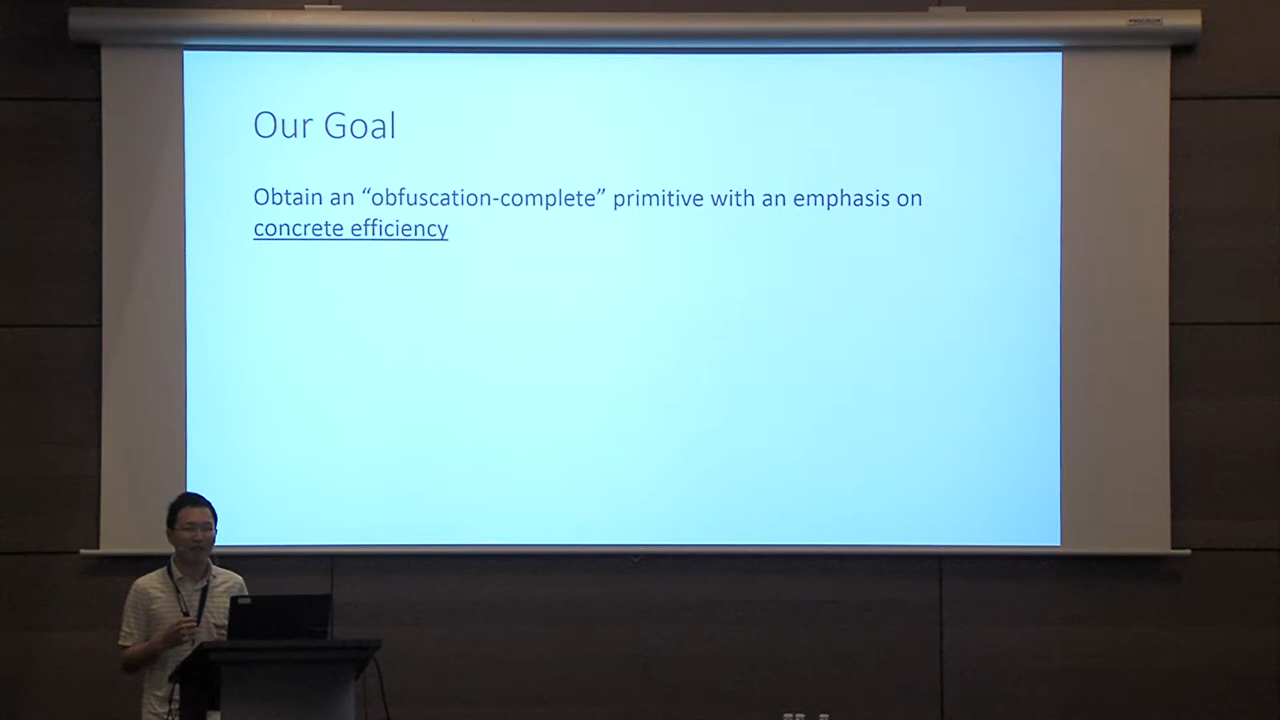 Our Goal
Obtain an “obfuscation-complete” primitive with an emphasis on
concrete efficiency